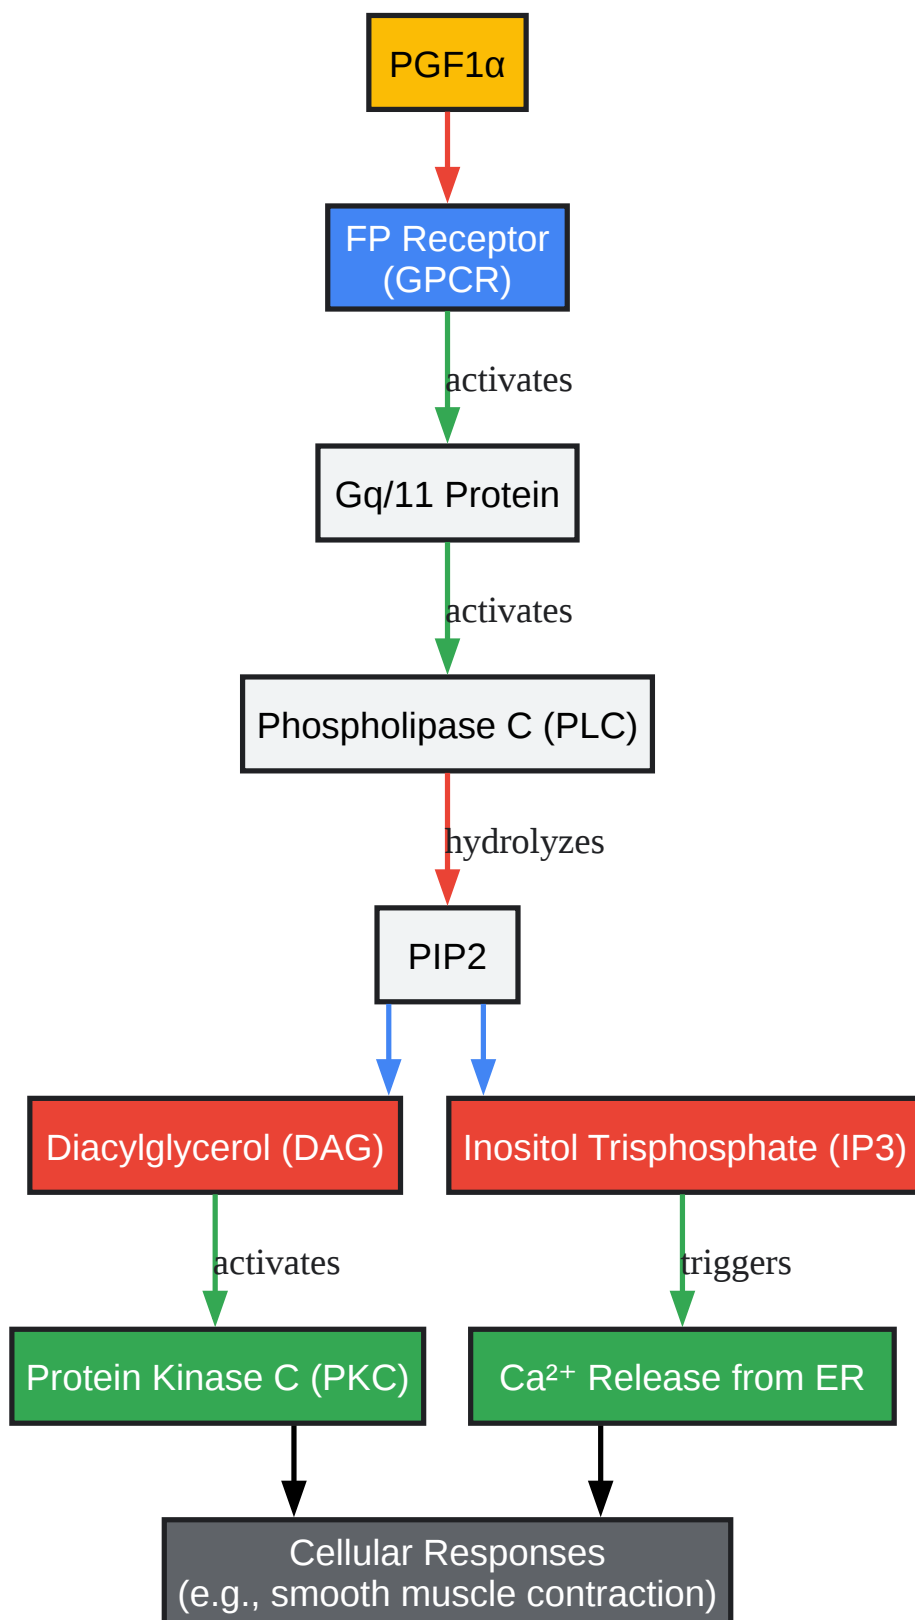 PGF1α
FP Receptor
(GPCR)
activates
Gq/11 Protein
activates
Phospholipase C (PLC)
hydrolyzes
PIP2
Diacylglycerol (DAG)
Inositol Trisphosphate (IP3)
activates
triggers
Protein Kinase C (PKC)
Ca²⁺ Release from ER
Cellular Responses
(e.g., smooth muscle contraction)